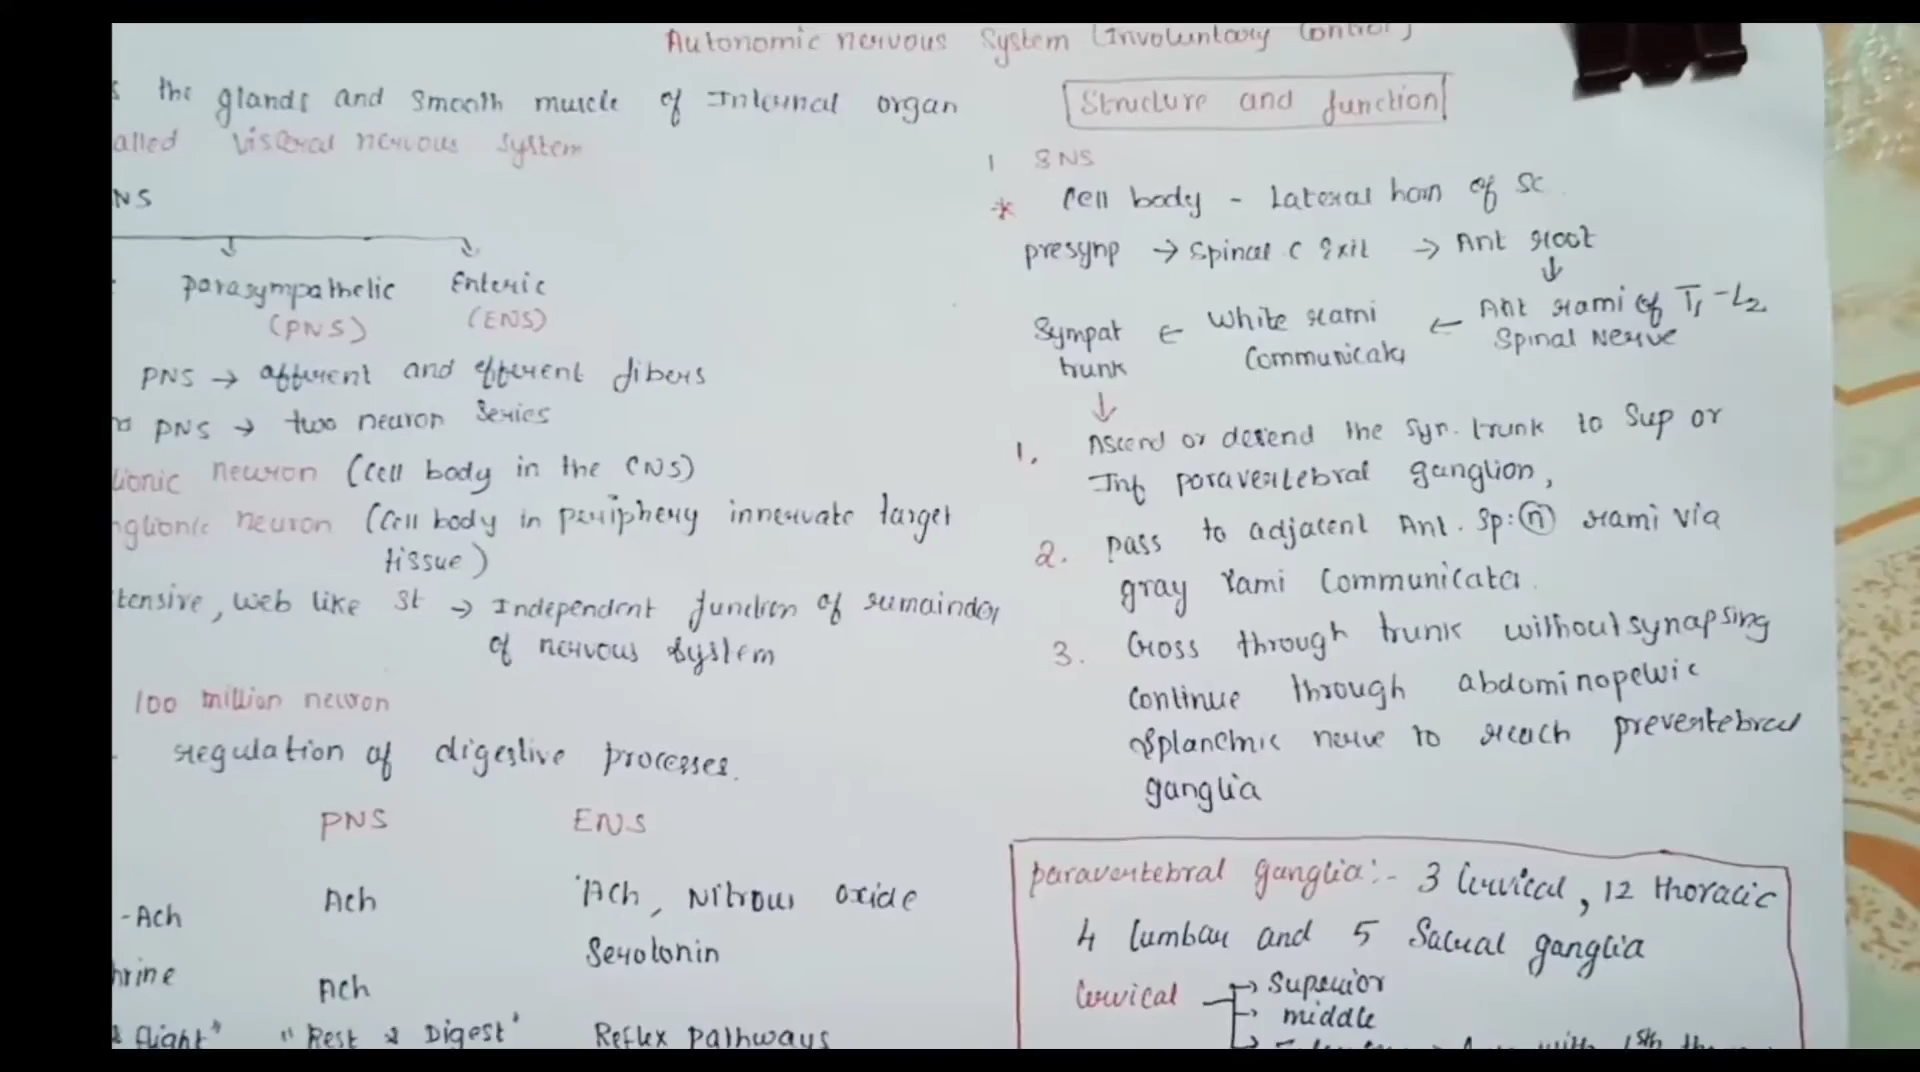 Autonomic nervous System (Involuntary Control)
the glands and smooth muscle of Internal organ
alled visceral nervous system
NS
parasympathetic Enteric
(PNS) (ENS)
PNS → afferent and efferent fibers
PNS → two neuron series
lionic neuron (cell body in the CNS)
nglionic neuron (cell body in periphery innervate target
tissue)
tensive, web like st → Independent function of remainder
of nervous system
100 million neuron
regulation of digestive processes.
PNS ENS
-Ach Ach Ach, Nitrous oxide
Serotonin
hrine Ach
& flight" "Rest & Digest" Reflex pathways
Structure and function
1 SNS
* Cell body - Lateral horn of SC
presynp → Spinal C Exit → Ant root
↓
Sympat ← White rami ← Ant rami of T1-L2
trunk Communicaty Spinal Nerve
↓
1. Ascend or desend the syn. trunk to Sup or
Inf paravertebral ganglion,
2. pass to adjacent Ant. Sp: n rami via
gray rami Communicata.
3. Cross through trunk without synapsing
continue through abdominopelvic
Splanchnic nerve to reach prevertebral
ganglia
paravertebral ganglia:- 3 Cervical, 12 thoracic
4 lumbar and 5 Sacral ganglia
Cervical → Superior
→ middle
with 1st